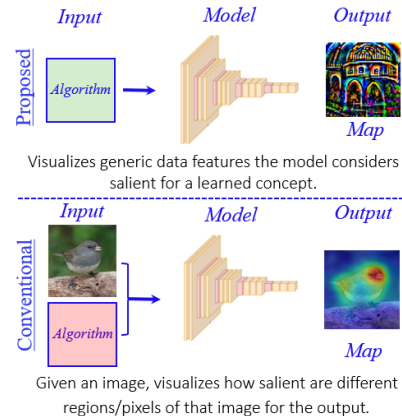 Input Model Output
Proposed
Algorithm
Map
Visualizes generic data features the model considers
salient for a learned concept.
Input Model Output
Conventional
Algorithm
Map
Given an image, visualizes how salient are different
regions/pixels of that image for the output.